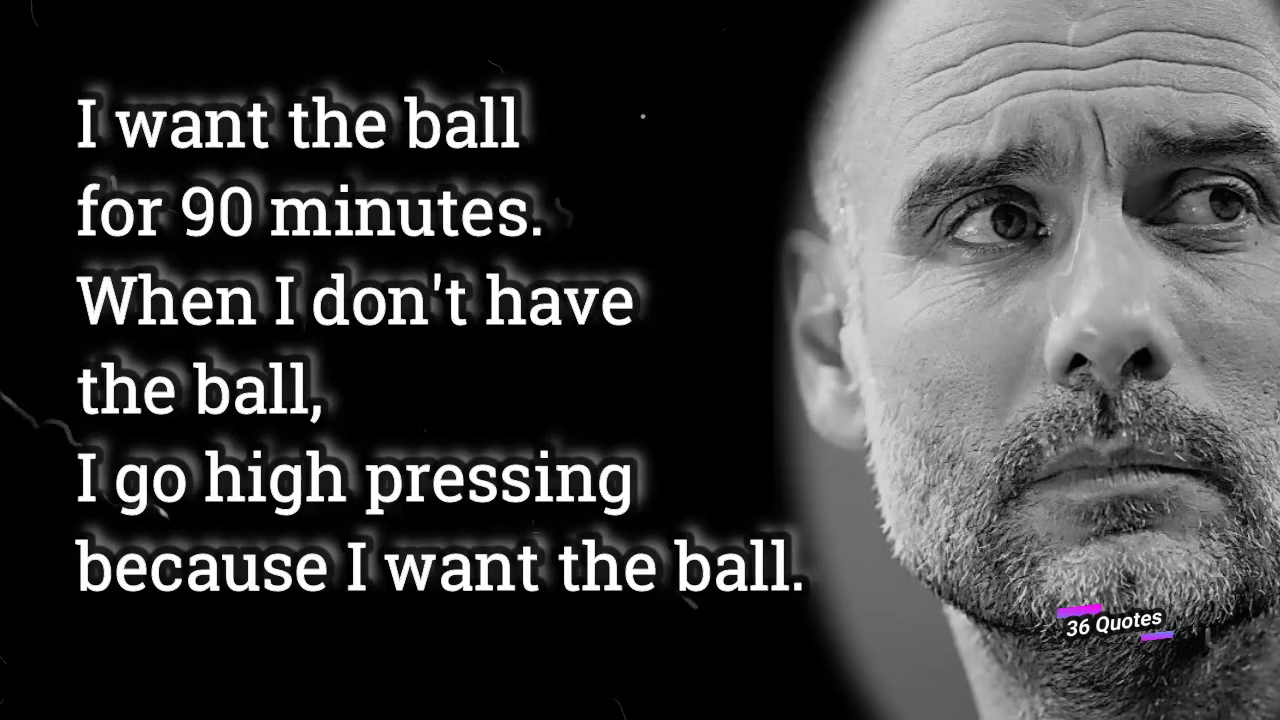 I want the ball
for 90 minutes.
When I don't have
the ball,
I go high pressing
because I want the ball.
36 Quotes